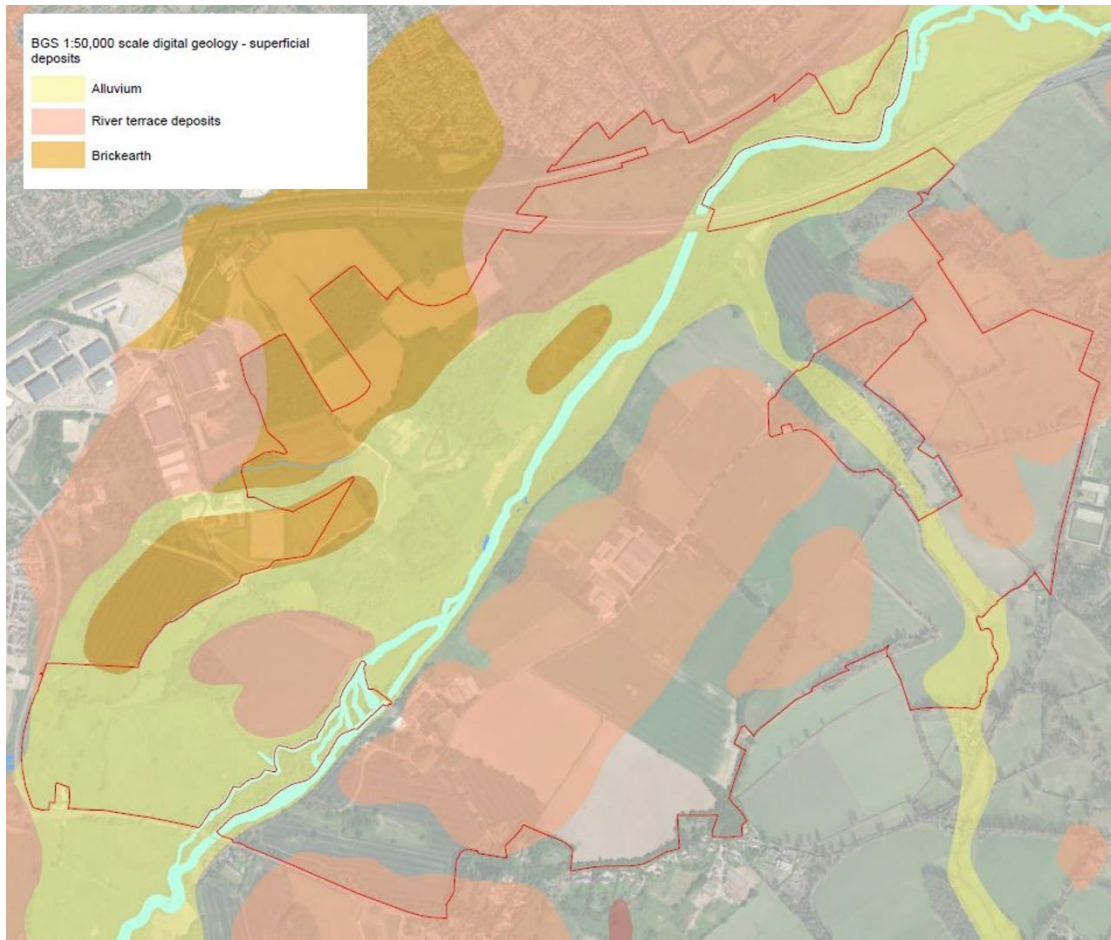 BGS 1:50,000 scale digital geology - superficial
deposits
Alluvium
River terrace deposits
Brickearth